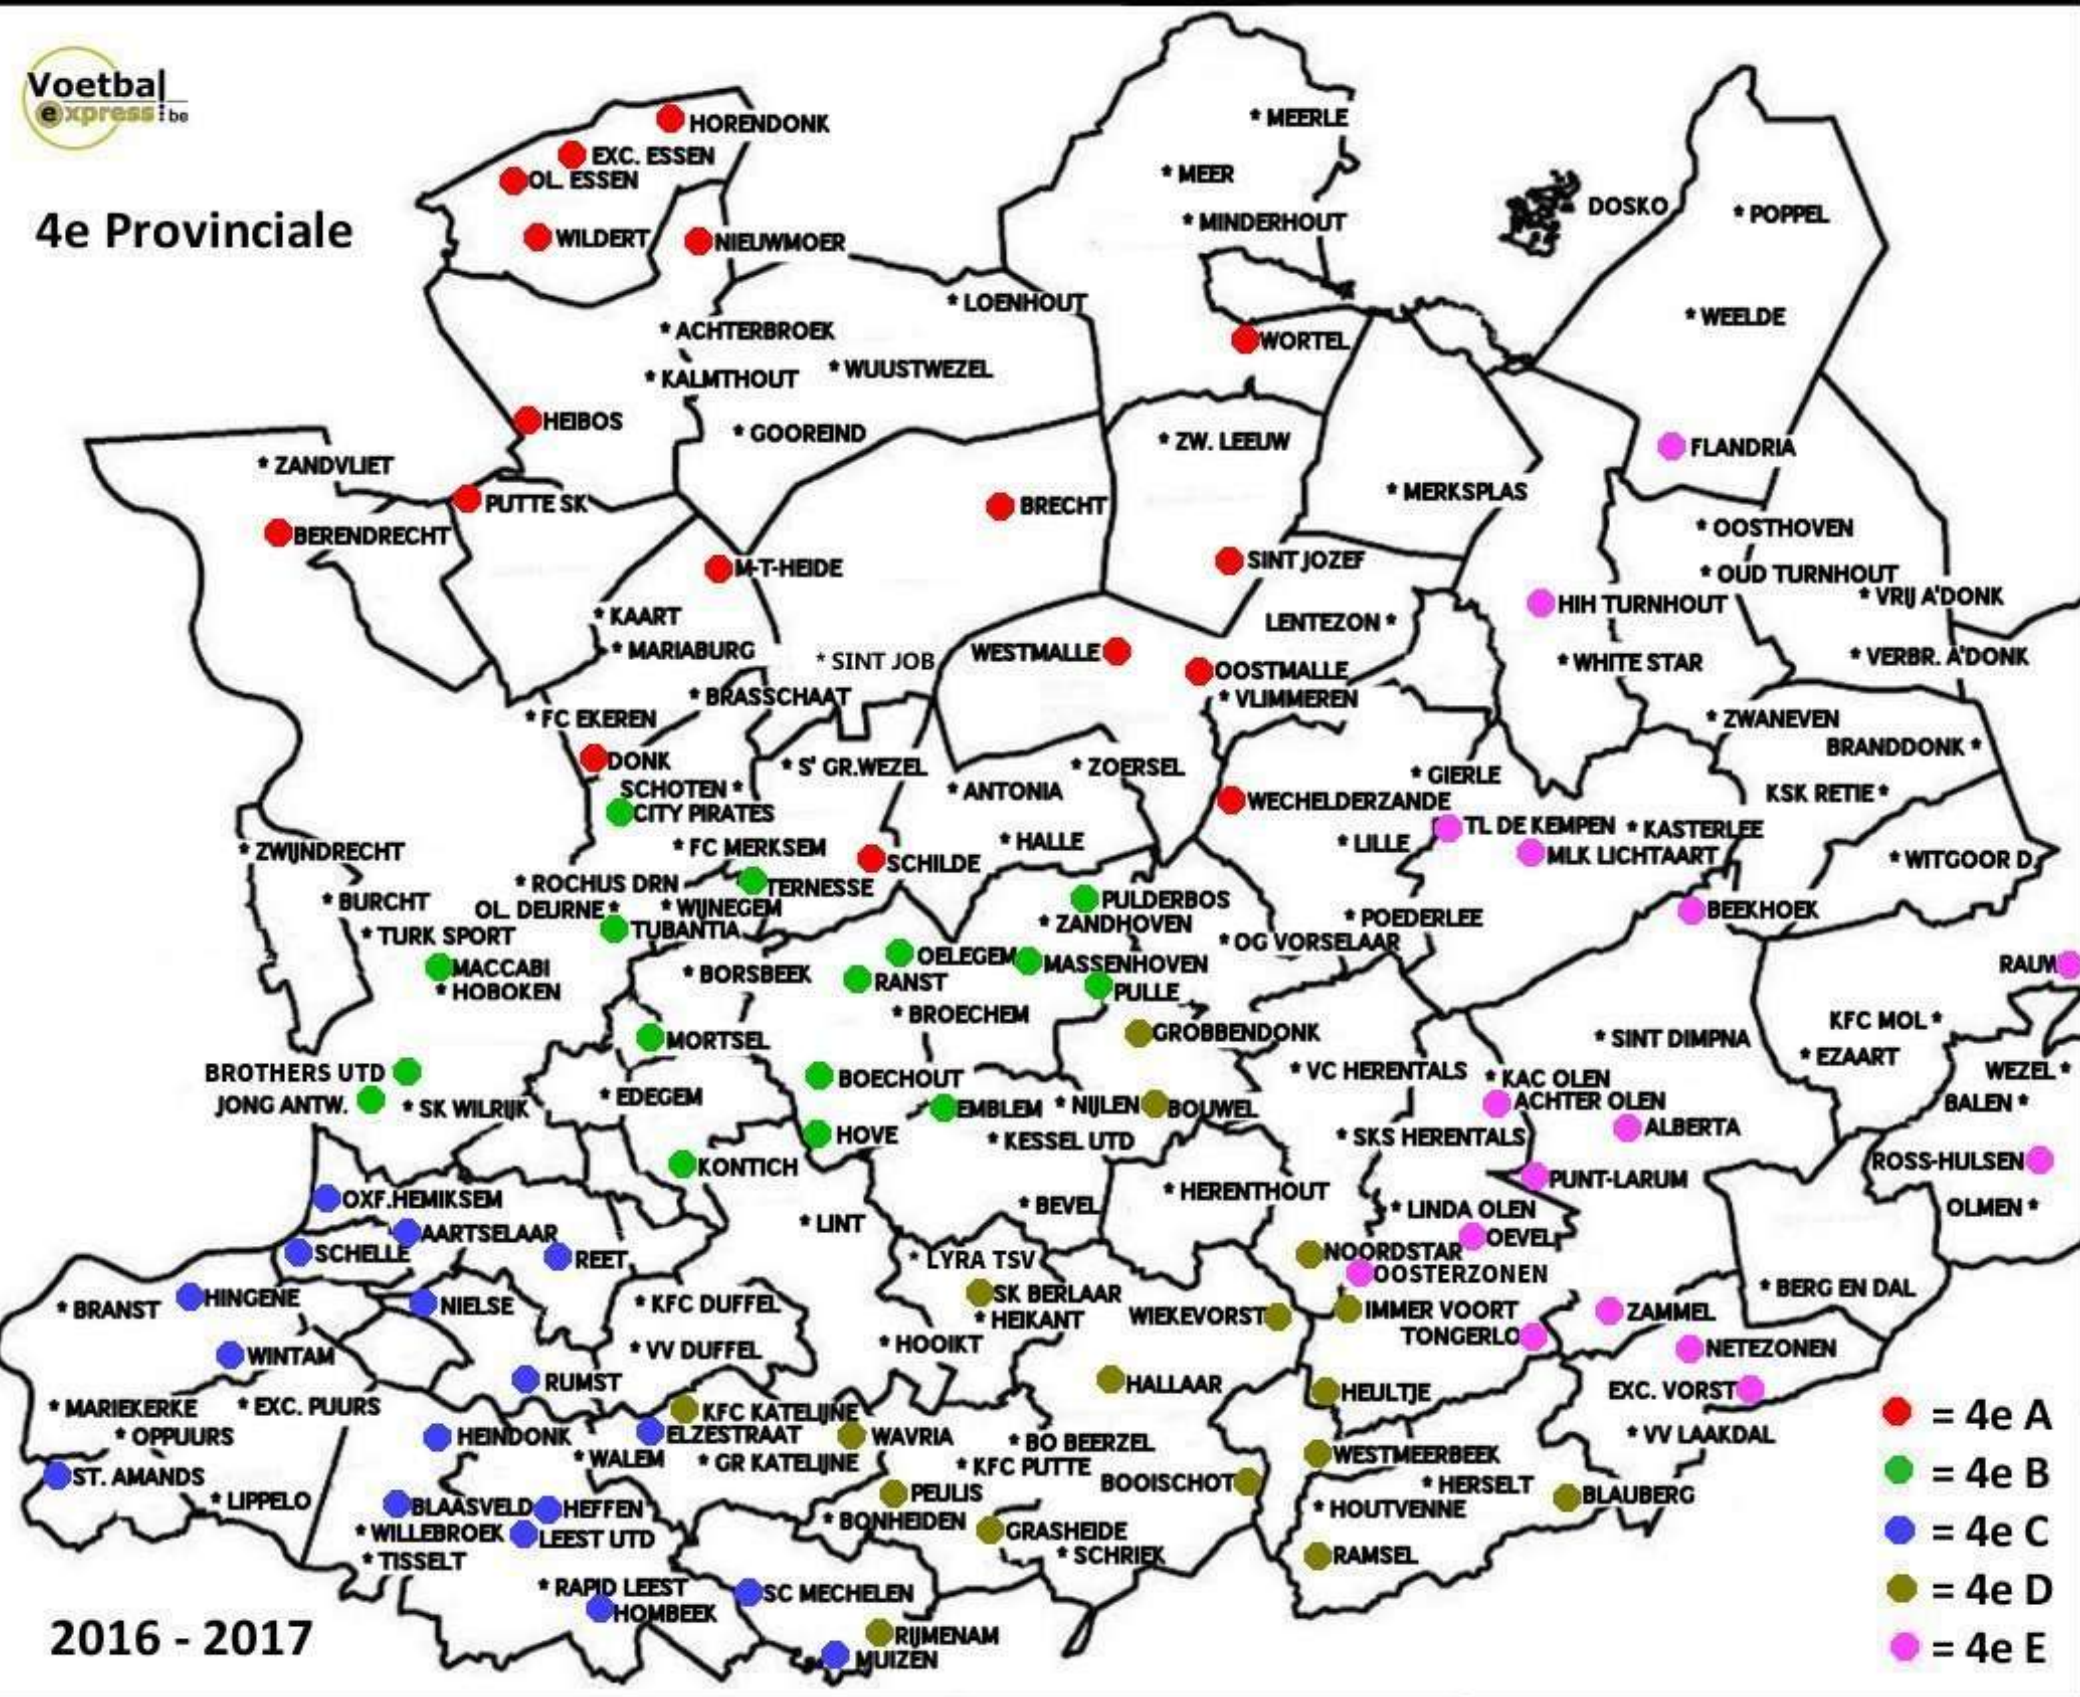 Voetbal
express.be
4e Provinciale
* MEERLE
HORENDONK
EXC. ESSEN
* MEER
OL. ESSEN
DOSKO
* POPPEL
* MINDERHOUT
WILDERT
NIEUWMOER
* LOENHOUT
* WEELDE
* ACHTERBROEK
WORTEL
* WUUSTWEZEL
* KALMTHOUT
HEIBOS
* GOOREIND
* ZW. LEEUW
FLANDRIA
* ZANDVLIET
* MERKSPLAS
PUTTE SK
BRECHT
* OOSTHOVEN
BERENDRECHT
SINT JOZEF
M-T-HEIDE
* OUD TURNHOUT
* VRIJ A'DONK
HIH TURNHOUT
* KAART
LENTEZON *
* MARIABURG
WESTMALLE
* SINT JOB
* VERBR. A'DONK
* WHITE STAR
OOSTMALLE
* BRASSCHAAT
* VLIMMEREN
* FC EKEREN
* ZWANEVEN
BRANDDONK *
DONK
* S' GR.WEZEL
* ZOERSEL
* GIERLE
SCHOTEN *
* ANTONIA
KSK RETIE *
WECHELDERZANDE
CITY PIRATES
TL DE KEMPEN
* KASTERLEE
* HALLE
* LILLE
* FC MERKSEM
* ZWIJNDRECHT
MLK LICHTAART
* WITGOOR D.
SCHILDE
* ROCHUS DRN
TERNESSE
PULDERBOS
* BURCHT
OL. DEURNE *
* WIJNEGEM
BEEKHOEK
* POEDERLEE
* ZANDHOVEN
TUBANTIA
* TURK SPORT
* OG VORSELAAR
OELEGEM
MASSENHOVEN
RAUW
MACCABI
* BORSBEEK
RANST
* HOBOKEN
PULLE
* BROECHEM
KFC MOL *
GROBBENDONK
MORTSEL
* SINT DIMPNA
* EZAART
BROTHERS UTD
* VC HERENTALS
WEZEL *
BOECHOUT
* KAC OLEN
* EDEGEM
ACHTER OLEN
BALEN *
JONG ANTW.
* SK WILRIJK
EMBLEM
* NIJLEN
BOUWEL
ALBERTA
HOVE
* KESSEL UTD
* SKS HERENTALS
ROSS-HULSEN
KONTICH
PUNT-LARUM
* HERENTHOUT
OXF.HEMIKSEM
* BEVEL
OLMEN *
* LINDA OLEN
* LINT
AARTSELAAR
OEVEL
SCHELLE
NOORDSTAR
REET
* LYRA TSV
OOSTERZONEN
* BERG EN DAL
SK BERLAAR
HINGENE
NIELSE
* KFC DUFFEL
* BRANST
IMMER VOORT
ZAMMEL
WIEKEVORST
* HEIKANT
TONGERLO
* HOOIKT
NETEZONEN
* VV DUFFEL
WINTAM
RUMST
HALLAAR
HEULTJE
EXC. VORST
* MARIEKERKE
* EXC. PUURS
KFC KATELIJNE
= 4e A
* OPPUURS
HEINDONK
ELZESTRAAT
WAVRIA
* VV LAAKDAL
* BO BEERZEL
WESTMEERBEEK
* WALEM
* GR KATELIJNE
* KFC PUTTE
= 4e B
ST. AMANDS
BOOISCHOT
* HERSELT
PEULIS
BLAUBERG
* LIPPELO
BLAASVELD
HEFFEN
* HOUTVENNE
* BONHEIDEN
GRASHEIDE
= 4e C
* WILLEBROEK
LEEST UTD
* SCHRIEK
RAMSEL
* TISSELT
* RAPID LEEST
= 4e D
SC MECHELEN
HOMBEEK
2016 - 2017
RIJMENAM
= 4e E
MUIZEN